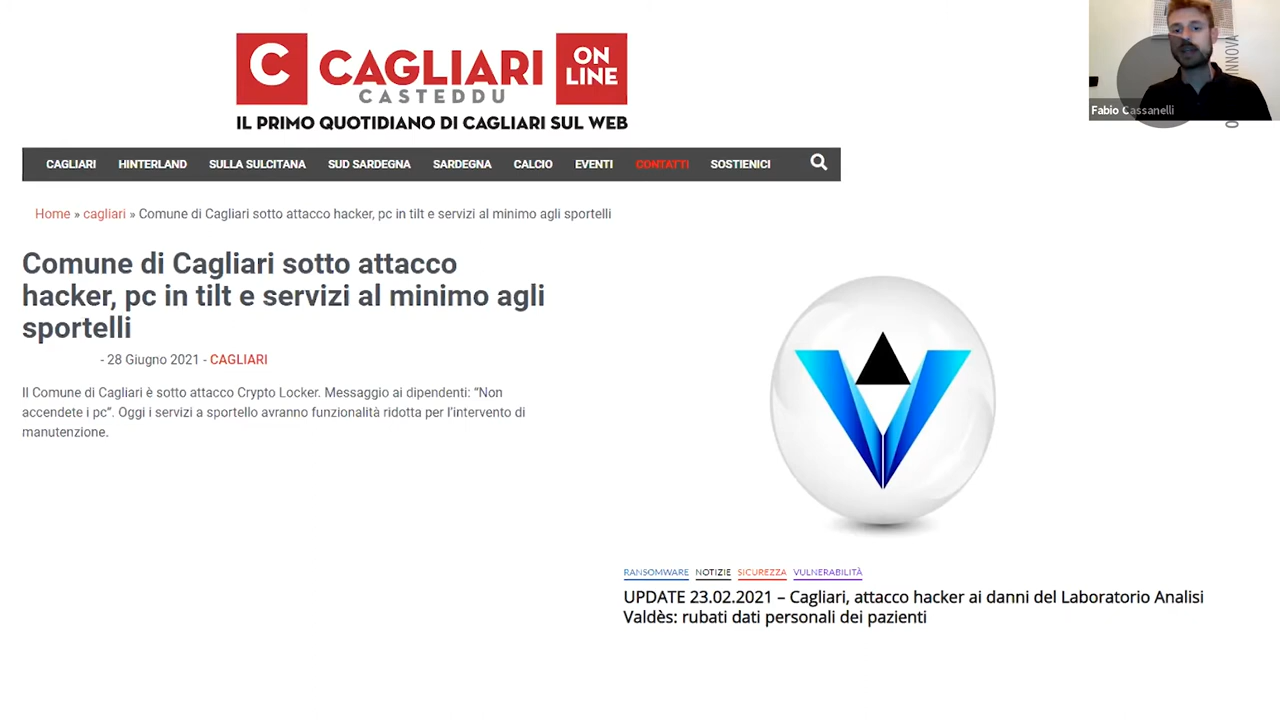 C CAGLIARI ON
LINE
CASTEDDU
IL PRIMO QUOTIDIANO DI CAGLIARI SUL WEB
CAGLIARI HINTERLAND SULLA SULCITANA SUD SARDEGNA SARDEGNA CALCIO EVENTI CONTATTI SOSTIENICI
Home » cagliari » Comune di Cagliari sotto attacco hacker, pc in tilt e servizi al minimo agli sportelli
Comune di Cagliari sotto attacco
hacker, pc in tilt e servizi al minimo agli
sportelli
- 28 Giugno 2021 - CAGLIARI
Il Comune di Cagliari è sotto attacco Crypto Locker. Messaggio ai dipendenti: “Non
accendete i pc”. Oggi i servizi a sportello avranno funzionalità ridotta per l’intervento di
manutenzione.
Fabio Cassanelli
INNOVA
RANSOMWARE NOTIZIE SICUREZZA VULNERABILITÀ
UPDATE 23.02.2021 – Cagliari, attacco hacker ai danni del Laboratorio Analisi
Valdès: rubati dati personali dei pazienti